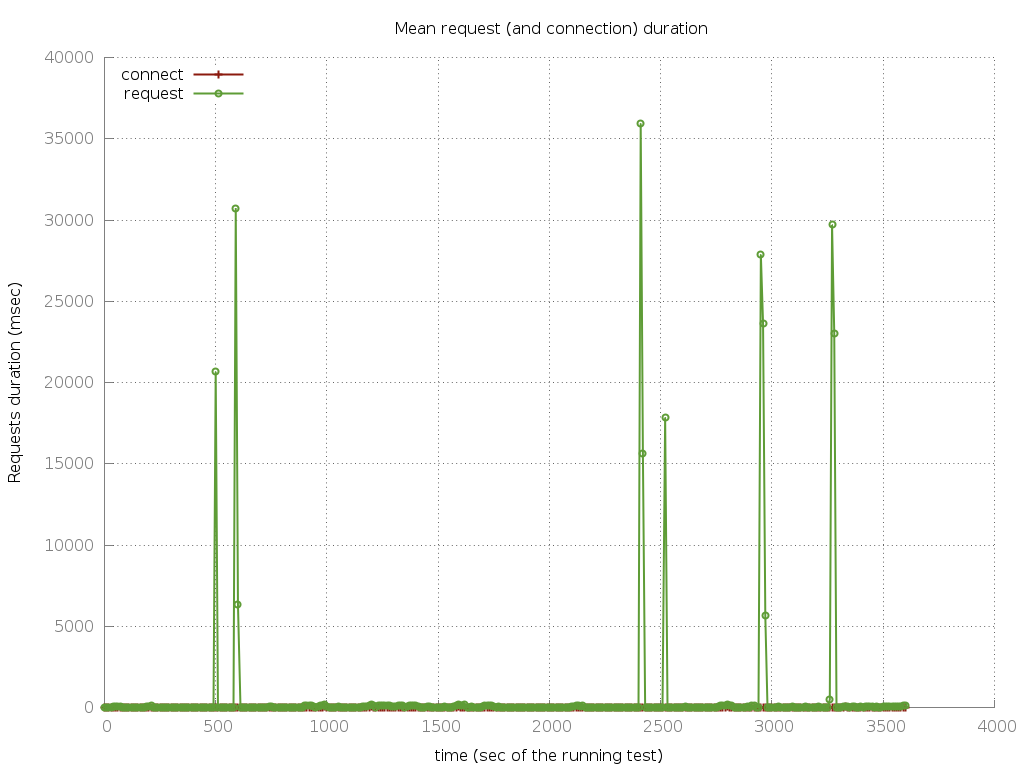 Mean request (and connection) duration
40000
35000
30000
25000
20000
15000
10000
5000
0
connect
request
Requests duration (msec)
0 500 1000 1500 2000 2500 3000 3500 4000
time (sec of the running test)